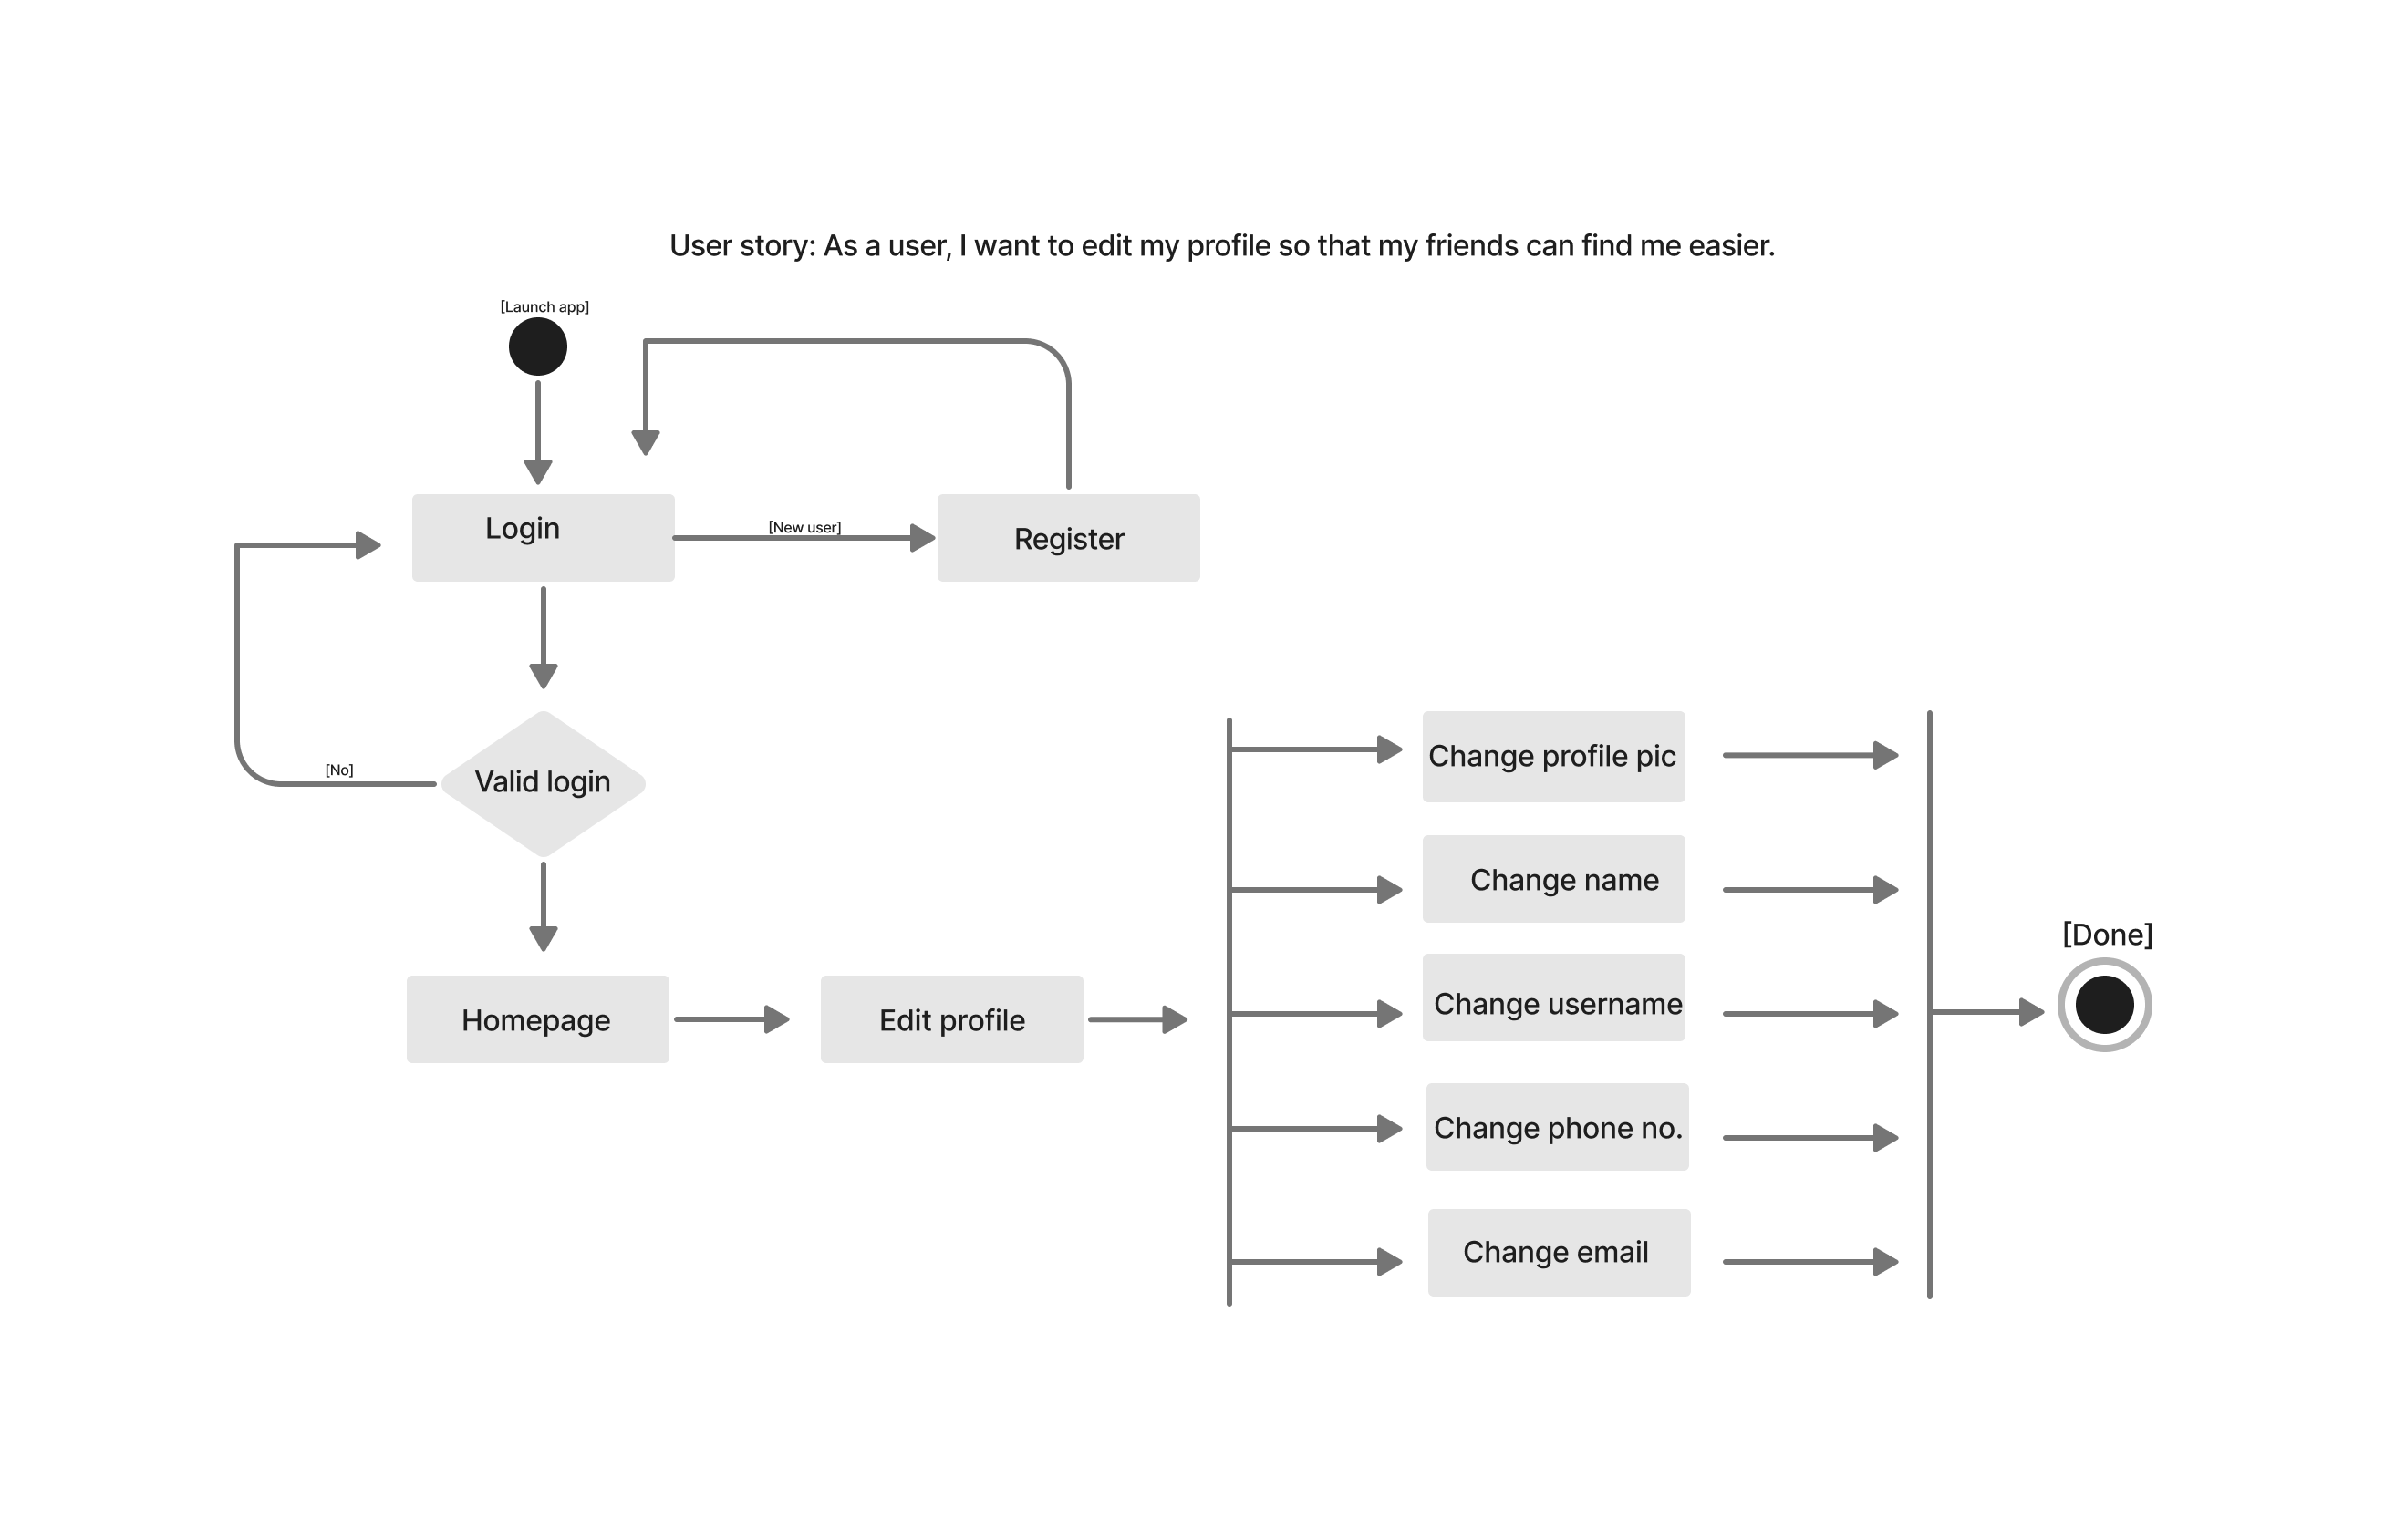 User story: As a user, I want to edit my profile so that my friends can find me easier.
[Launch app]
Login
[New user]
Register
[No]
Valid login
Homepage
Edit profile
Change profile pic
Change name
Change username
Change phone no.
Change email
[Done]